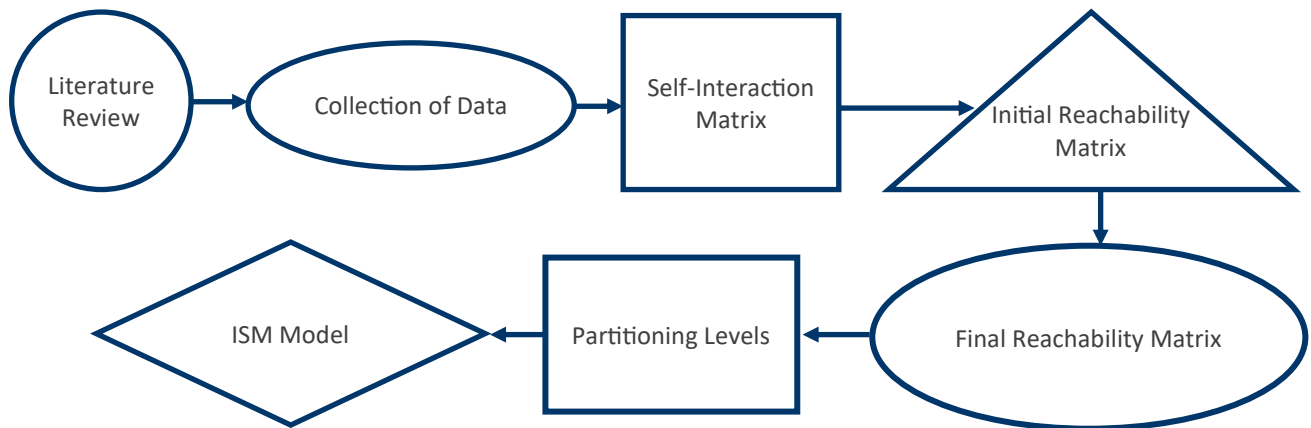 Literature
Review
Collection of Data
Self-Interaction
Matrix
Initial Reachability
Matrix
Final Reachability Matrix
Partitioning Levels
ISM Model